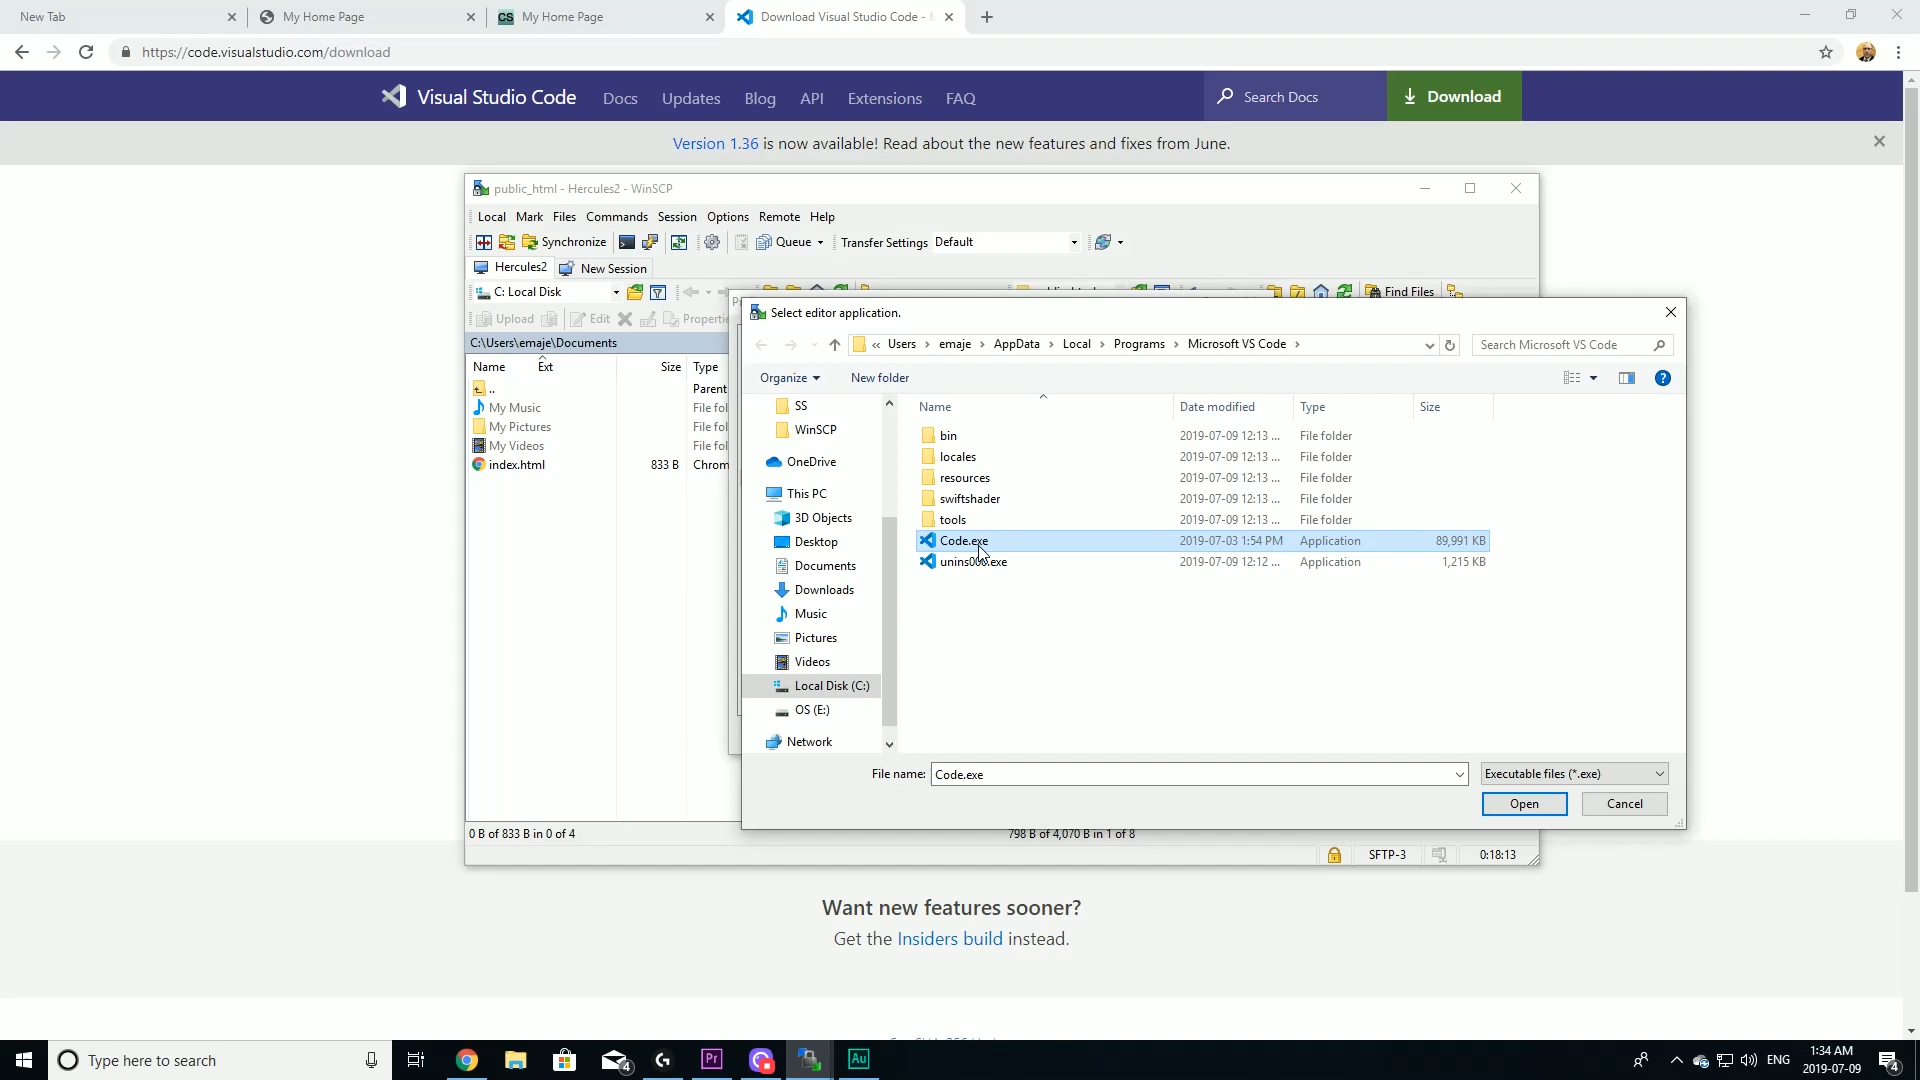 New Tab
My Home Page
CS My Home Page
Download Visual Studio Code -
https://code.visualstudio.com/download
Visual Studio Code
Docs
Updates
Blog
API
Extensions
FAQ
Search Docs
Download
Version 1.36 is now available! Read about the new features and fixes from June.
public_html - Hercules2 - WinSCP
Local Mark Files Commands Session Options Remote Help
Synchronize
Queue
Transfer Settings Default
Hercules2
New Session
C: Local Disk
Find Files
Upload
Edit
C:\Users\emaje\Documents
Name Ext Size Type
.. Parent
My Music
My Pictures
My Videos
index.html 833 B
0 B of 833 B in 0 of 4
798 B of 4,070 B in 1 of 8
SFTP-3
0:18:13
Select editor application.
« Users › emaje › AppData › Local › Programs › Microsoft VS Code ›
Search Microsoft VS Code
Organize
New folder
SS
WinSCP
OneDrive
This PC
3D Objects
Desktop
Documents
Downloads
Music
Pictures
Videos
Local Disk (C:)
OS (E:)
Network
Name Date modified Type Size
bin 2019-07-09 12:13 ... File folder
locales 2019-07-09 12:13 ... File folder
resources 2019-07-09 12:13 ... File folder
swiftshader 2019-07-09 12:13 ... File folder
tools 2019-07-09 12:13 ... File folder
Code.exe 2019-07-03 1:54 PM Application 89,991 KB
unins000.exe 2019-07-09 12:12 ... Application 1,215 KB
File name: Code.exe
Executable files (*.exe)
Open
Cancel
Want new features sooner?
Get the Insiders build instead.
Type here to search
4
Pr
Au
ENG
1:34 AM
2019-07-09
4